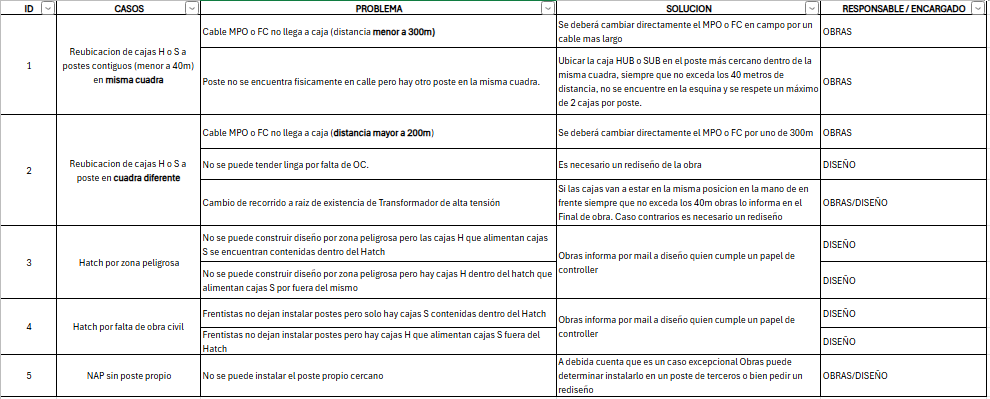 ID CASOS PROBLEMA SOLUCION RESPONSABLE / ENCARGADO
1
Reubicacion de cajas H o S a
postes contiguos (menor a 40m)
en misma cuadra
Cable MPO o FC no llega a caja (distancia menor a 300m)
Se deberá cambiar directamente el MPO o FC en campo por un
cable mas largo
OBRAS
Poste no se encuentra fisicamente en calle pero hay otro poste en la misma cuadra.
Ubicar la caja HUB o SUB en el poste más cercano dentro de la
misma cuadra, siempre que no exceda los 40 metros de
distancia, no se encuentre en la esquina y se respete un máximo
de 2 cajas por poste.
OBRAS
2
Reubicacion de cajas H o S a
poste en cuadra diferente
Cable MPO o FC no llega a caja (distancia mayor a 200m)
Se deberá cambiar directamente el MPO o FC por uno de 300m
OBRAS
No se puede tender linga por falta de OC.
Es necesario un rediseño de la obra
DISEÑO
Cambio de recorrido a raiz de existencia de Transformador de alta tensión
Si las cajas van a estar en la misma posicion en la mano de en
frente siempre que no exceda los 40m obras lo informa en el
Final de obra. Caso contrarios es necesario un rediseño
OBRAS/DISEÑO
3
Hatch por zona peligrosa
No se puede construir diseño por zona peligrosa pero las cajas H que alimentan cajas
S se encuentran contenidas dentro del Hatch
Obras informa por mail a diseño quien cumple un papel de
controller
DISEÑO
No se puede construir diseño por zona peligrosa pero hay cajas H dentro del hatch que
alimentan cajas S por fuera del mismo
DISEÑO
4
Hatch por falta de obra civil
Frentistas no dejan instalar postes pero solo hay cajas S contenidas dentro del Hatch
Obras informa por mail a diseño quien cumple un papel de
controller
DISEÑO
Frentistas no dejan instalar postes pero hay cajas H que alimentan cajas S fuera del
Hatch
DISEÑO
5
NAP sin poste propio
No se puede instalar el poste propio cercano
A debida cuenta que es un caso excepcional Obras puede
determinar instalarlo en un poste de terceros o bien pedir un
rediseño
OBRAS/DISEÑO